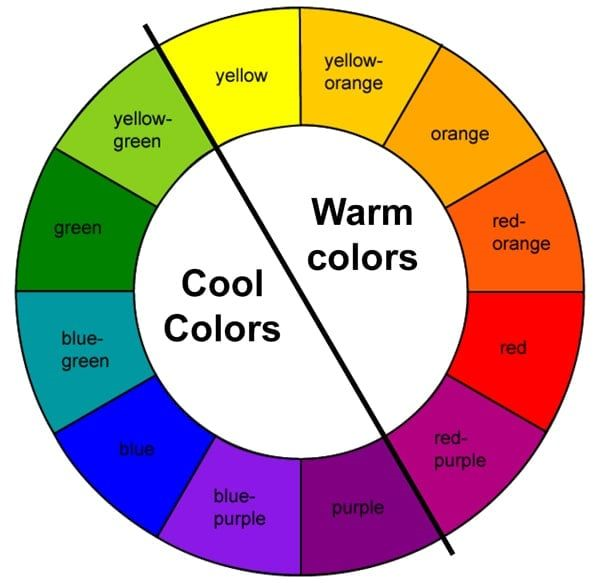 yellow
yellow-
orange
orange
red-
orange
red
red-
purple
purple
blue-
purple
blue
blue-
green
green
yellow-
green
Warm
colors
Cool
Colors